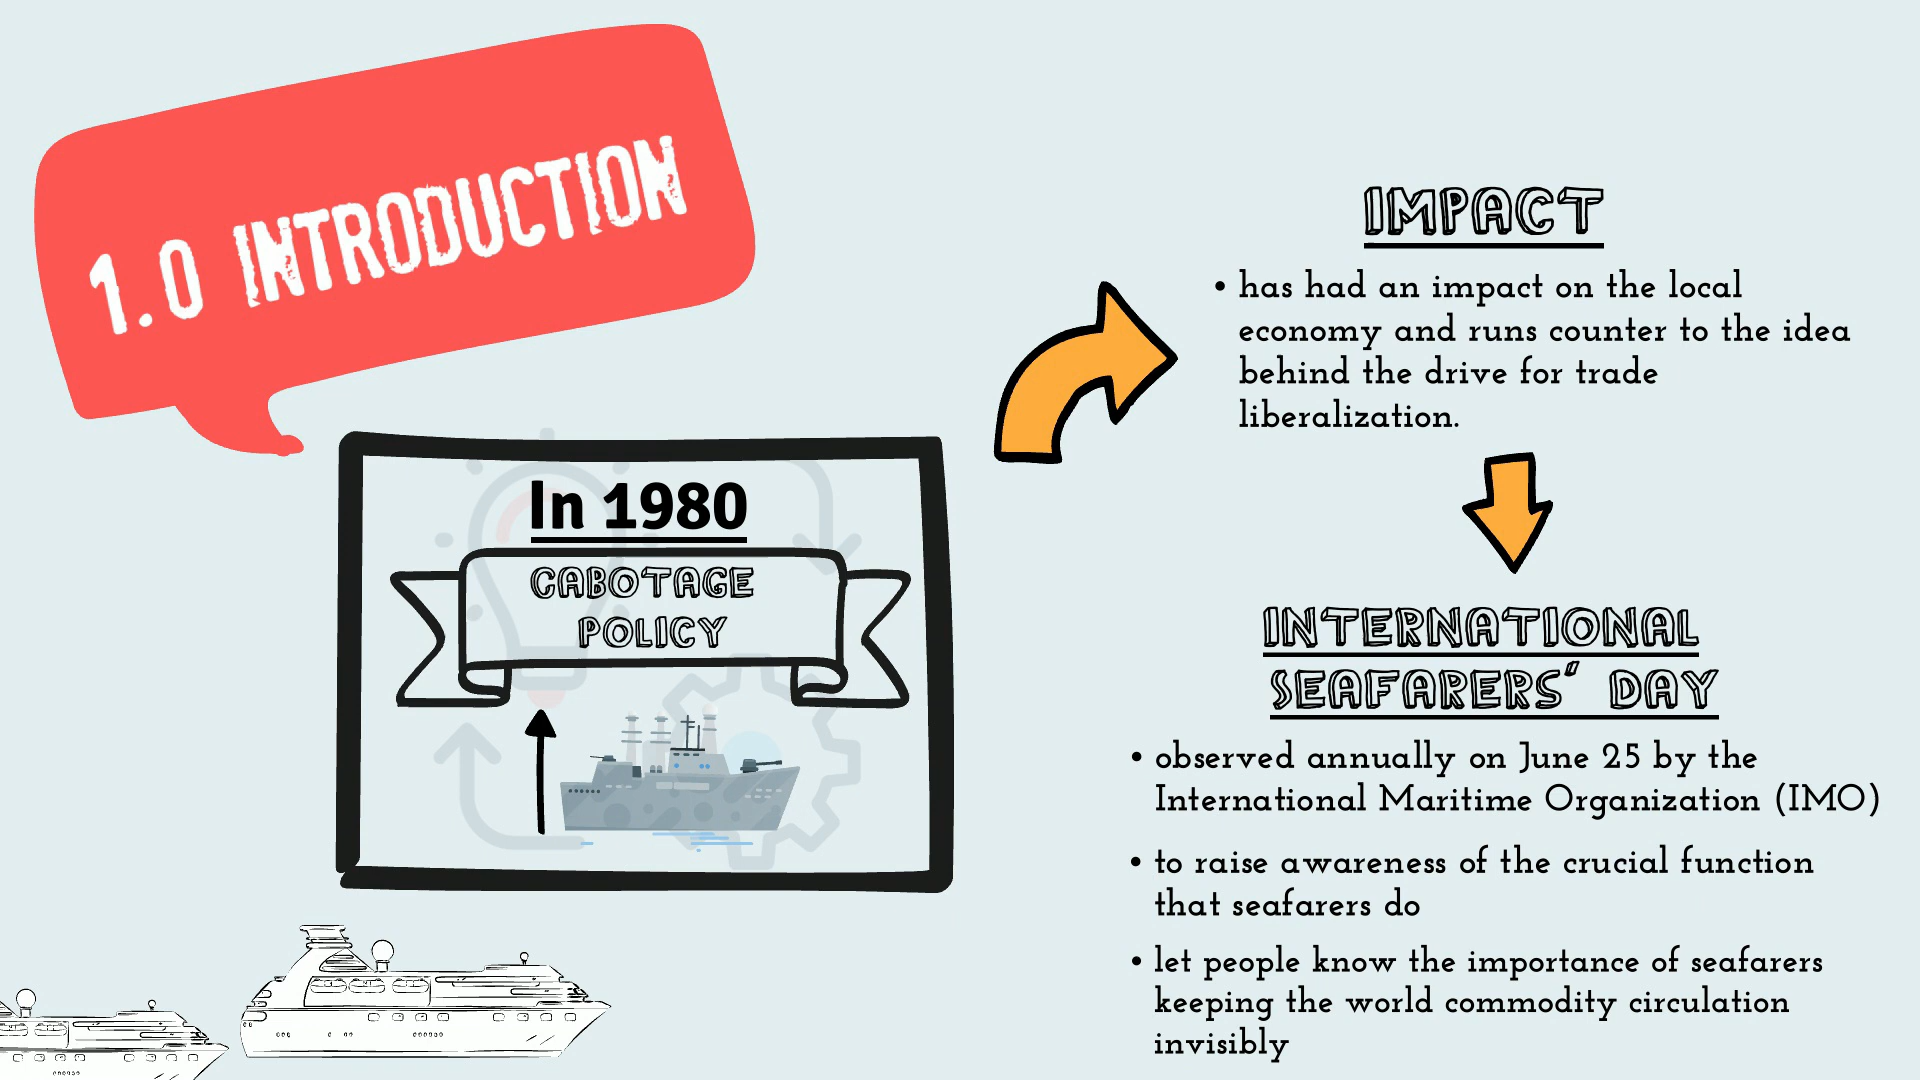 1.0 INTRODUCTION
In 1980
CABOTAGE
POLICY
IMPACT
• has had an impact on the local
economy and runs counter to the idea
behind the drive for trade
liberalization.
INTERNATIONAL
SEAFARERS' DAY
• observed annually on June 25 by the
International Maritime Organization (IMO)
• to raise awareness of the crucial function
that seafarers do
• let people know the importance of seafarers
keeping the world commodity circulation
invisibly